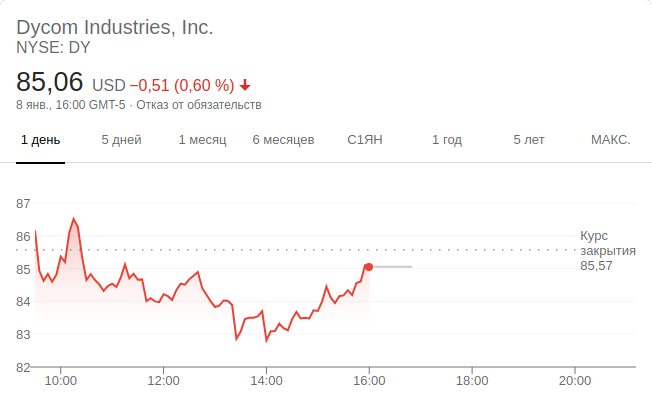 Dycom Industries, Inc.
NYSE: DY
85,06 USD −0,51 (0,60 %)
8 янв., 16:00 GMT-5 · Отказ от обязательств
1 день 5 дней 1 месяц 6 месяцев С1ЯН 1 год 5 лет МАКС.
87
86
85
84
83
82
Курс
закрытия
85,57
10:00 12:00 14:00 16:00 18:00 20:00